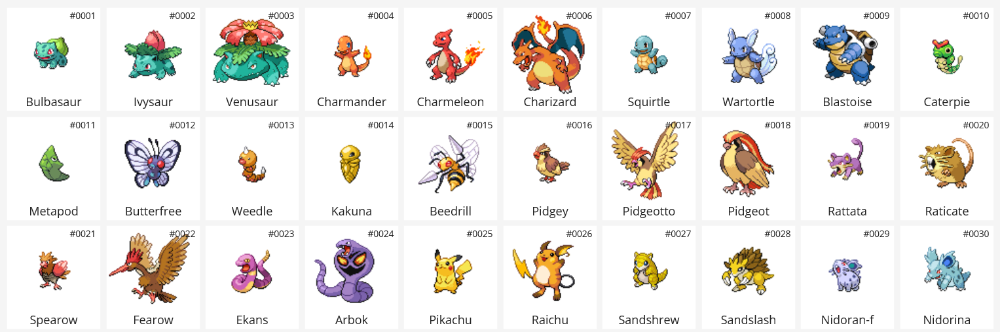 #0001 #0002 #0003 #0004 #0005 #0006 #0007 #0008 #0009 #0010
Bulbasaur Ivysaur Venusaur Charmander Charmeleon Charizard Squirtle Wartortle Blastoise Caterpie
#0011 #0012 #0013 #0014 #0015 #0016 #0017 #0018 #0019 #0020
Metapod Butterfree Weedle Kakuna Beedrill Pidgey Pidgeotto Pidgeot Rattata Raticate
#0021 #0022 #0023 #0024 #0025 #0026 #0027 #0028 #0029 #0030
Spearow Fearow Ekans Arbok Pikachu Raichu Sandshrew Sandslash Nidoran-f Nidorina